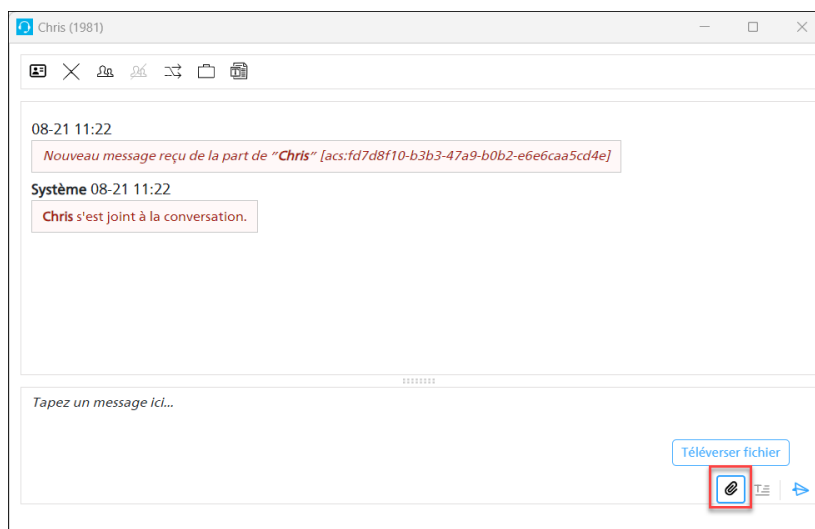 Chris (1981)
08-21 11:22
Nouveau message reçu de la part de "Chris" [acs:fd7d8f10-b3b3-47a9-b0b2-e6e6caa5cd4e]
Système 08-21 11:22
Chris s'est joint à la conversation.
Tapez un message ici...
Téléverser fichier